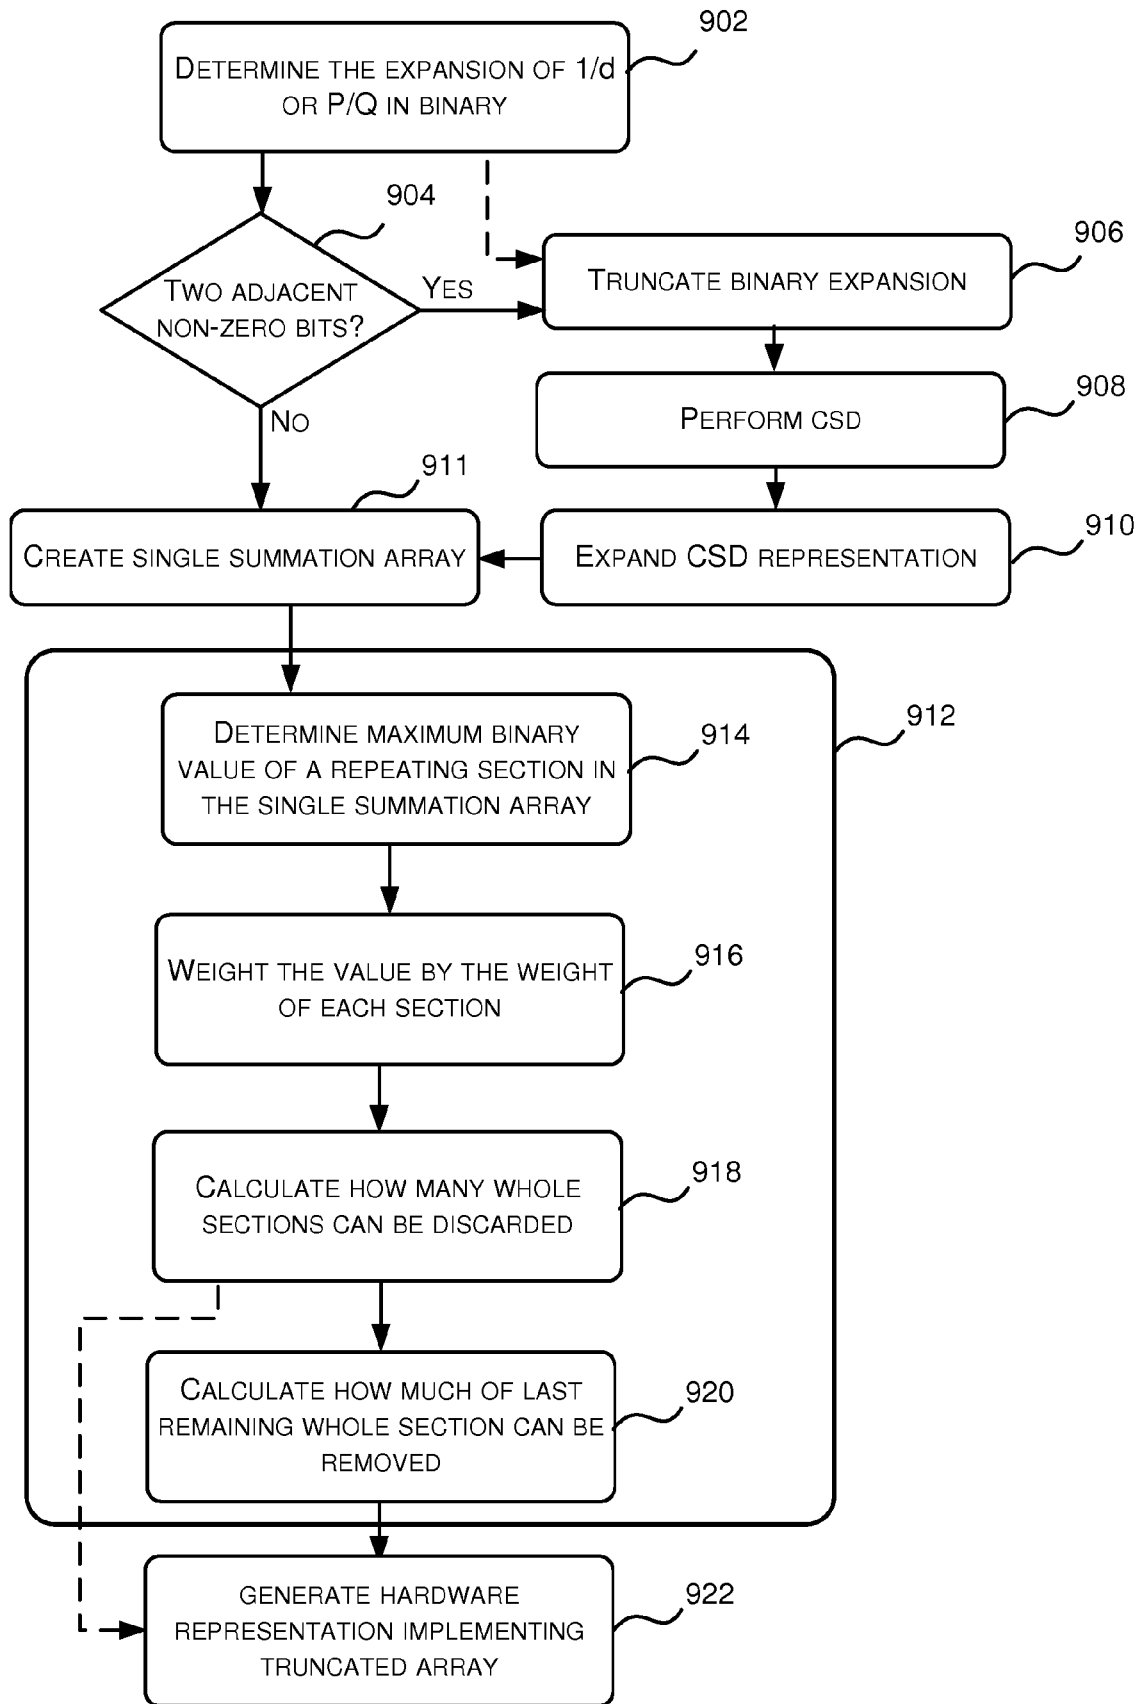 902
DETERMINE THE EXPANSION OF 1/d
OR P/Q IN BINARY
904
TWO ADJACENT
NON-ZERO BITS?
YES
906
TRUNCATE BINARY EXPANSION
908
PERFORM CSD
NO
911
CREATE SINGLE SUMMATION ARRAY
910
EXPAND CSD REPRESENTATION
912
DETERMINE MAXIMUM BINARY
VALUE OF A REPEATING SECTION IN
THE SINGLE SUMMATION ARRAY
914
WEIGHT THE VALUE BY THE WEIGHT
OF EACH SECTION
916
CALCULATE HOW MANY WHOLE
SECTIONS CAN BE DISCARDED
918
CALCULATE HOW MUCH OF LAST
REMAINING WHOLE SECTION CAN BE
REMOVED
920
GENERATE HARDWARE
REPRESENTATION IMPLEMENTING
TRUNCATED ARRAY
922